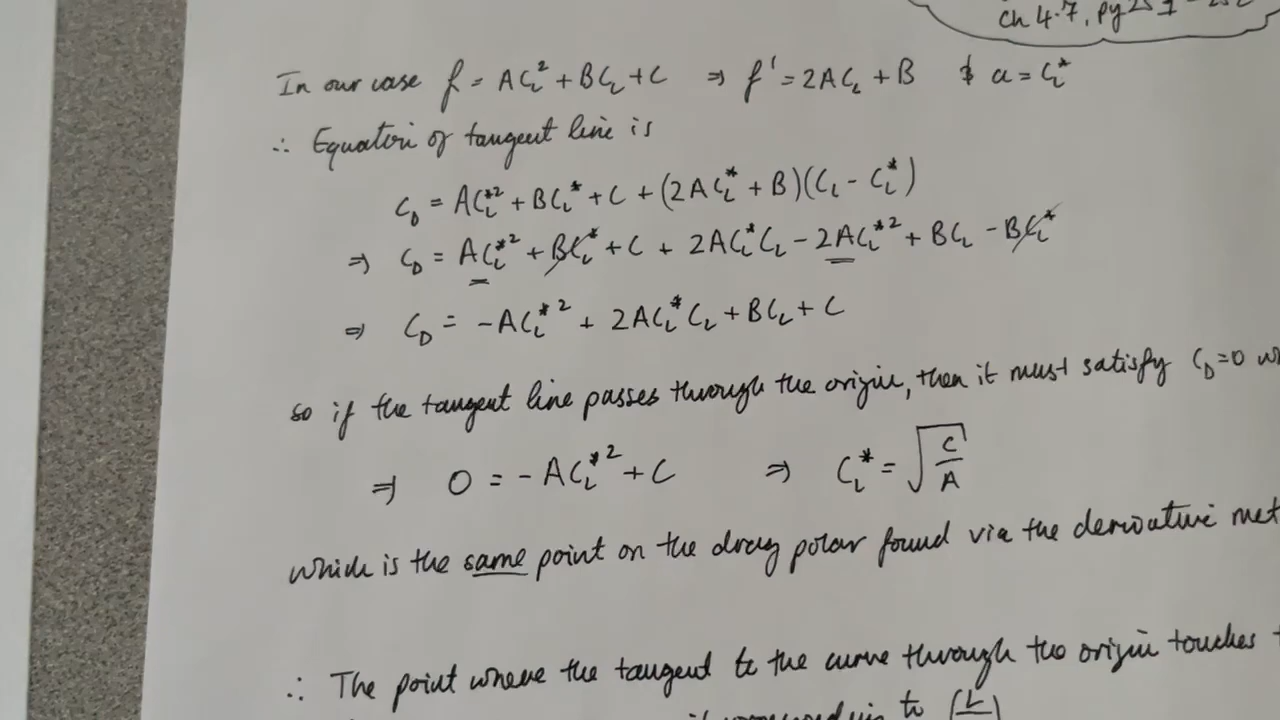 Ch 4.7, pg
In our case f = AC_L² + BC_L + C ⇒ f' = 2AC_L + B & a = C_L*
∴ Equation of tangent line is
C_D = AC_L*² + BC_L* + C + (2AC_L* + B)(C_L - C_L*)
⇒ C_D = AC_L*² + BC_L* + C + 2AC_L*C_L - 2AC_L*² + BC_L - BC_L*
⇒ C_D = -AC_L*² + 2AC_L*C_L + BC_L + C
so if the tangent line passes through the origin, then it must satisfy C_D = 0
⇒ 0 = -AC_L*² + C ⇒ C_L* = √(C/A)
which is the same point on the drag polar found via the derivative
∴ The point where the tangent to the curve through the origin touches
to (L